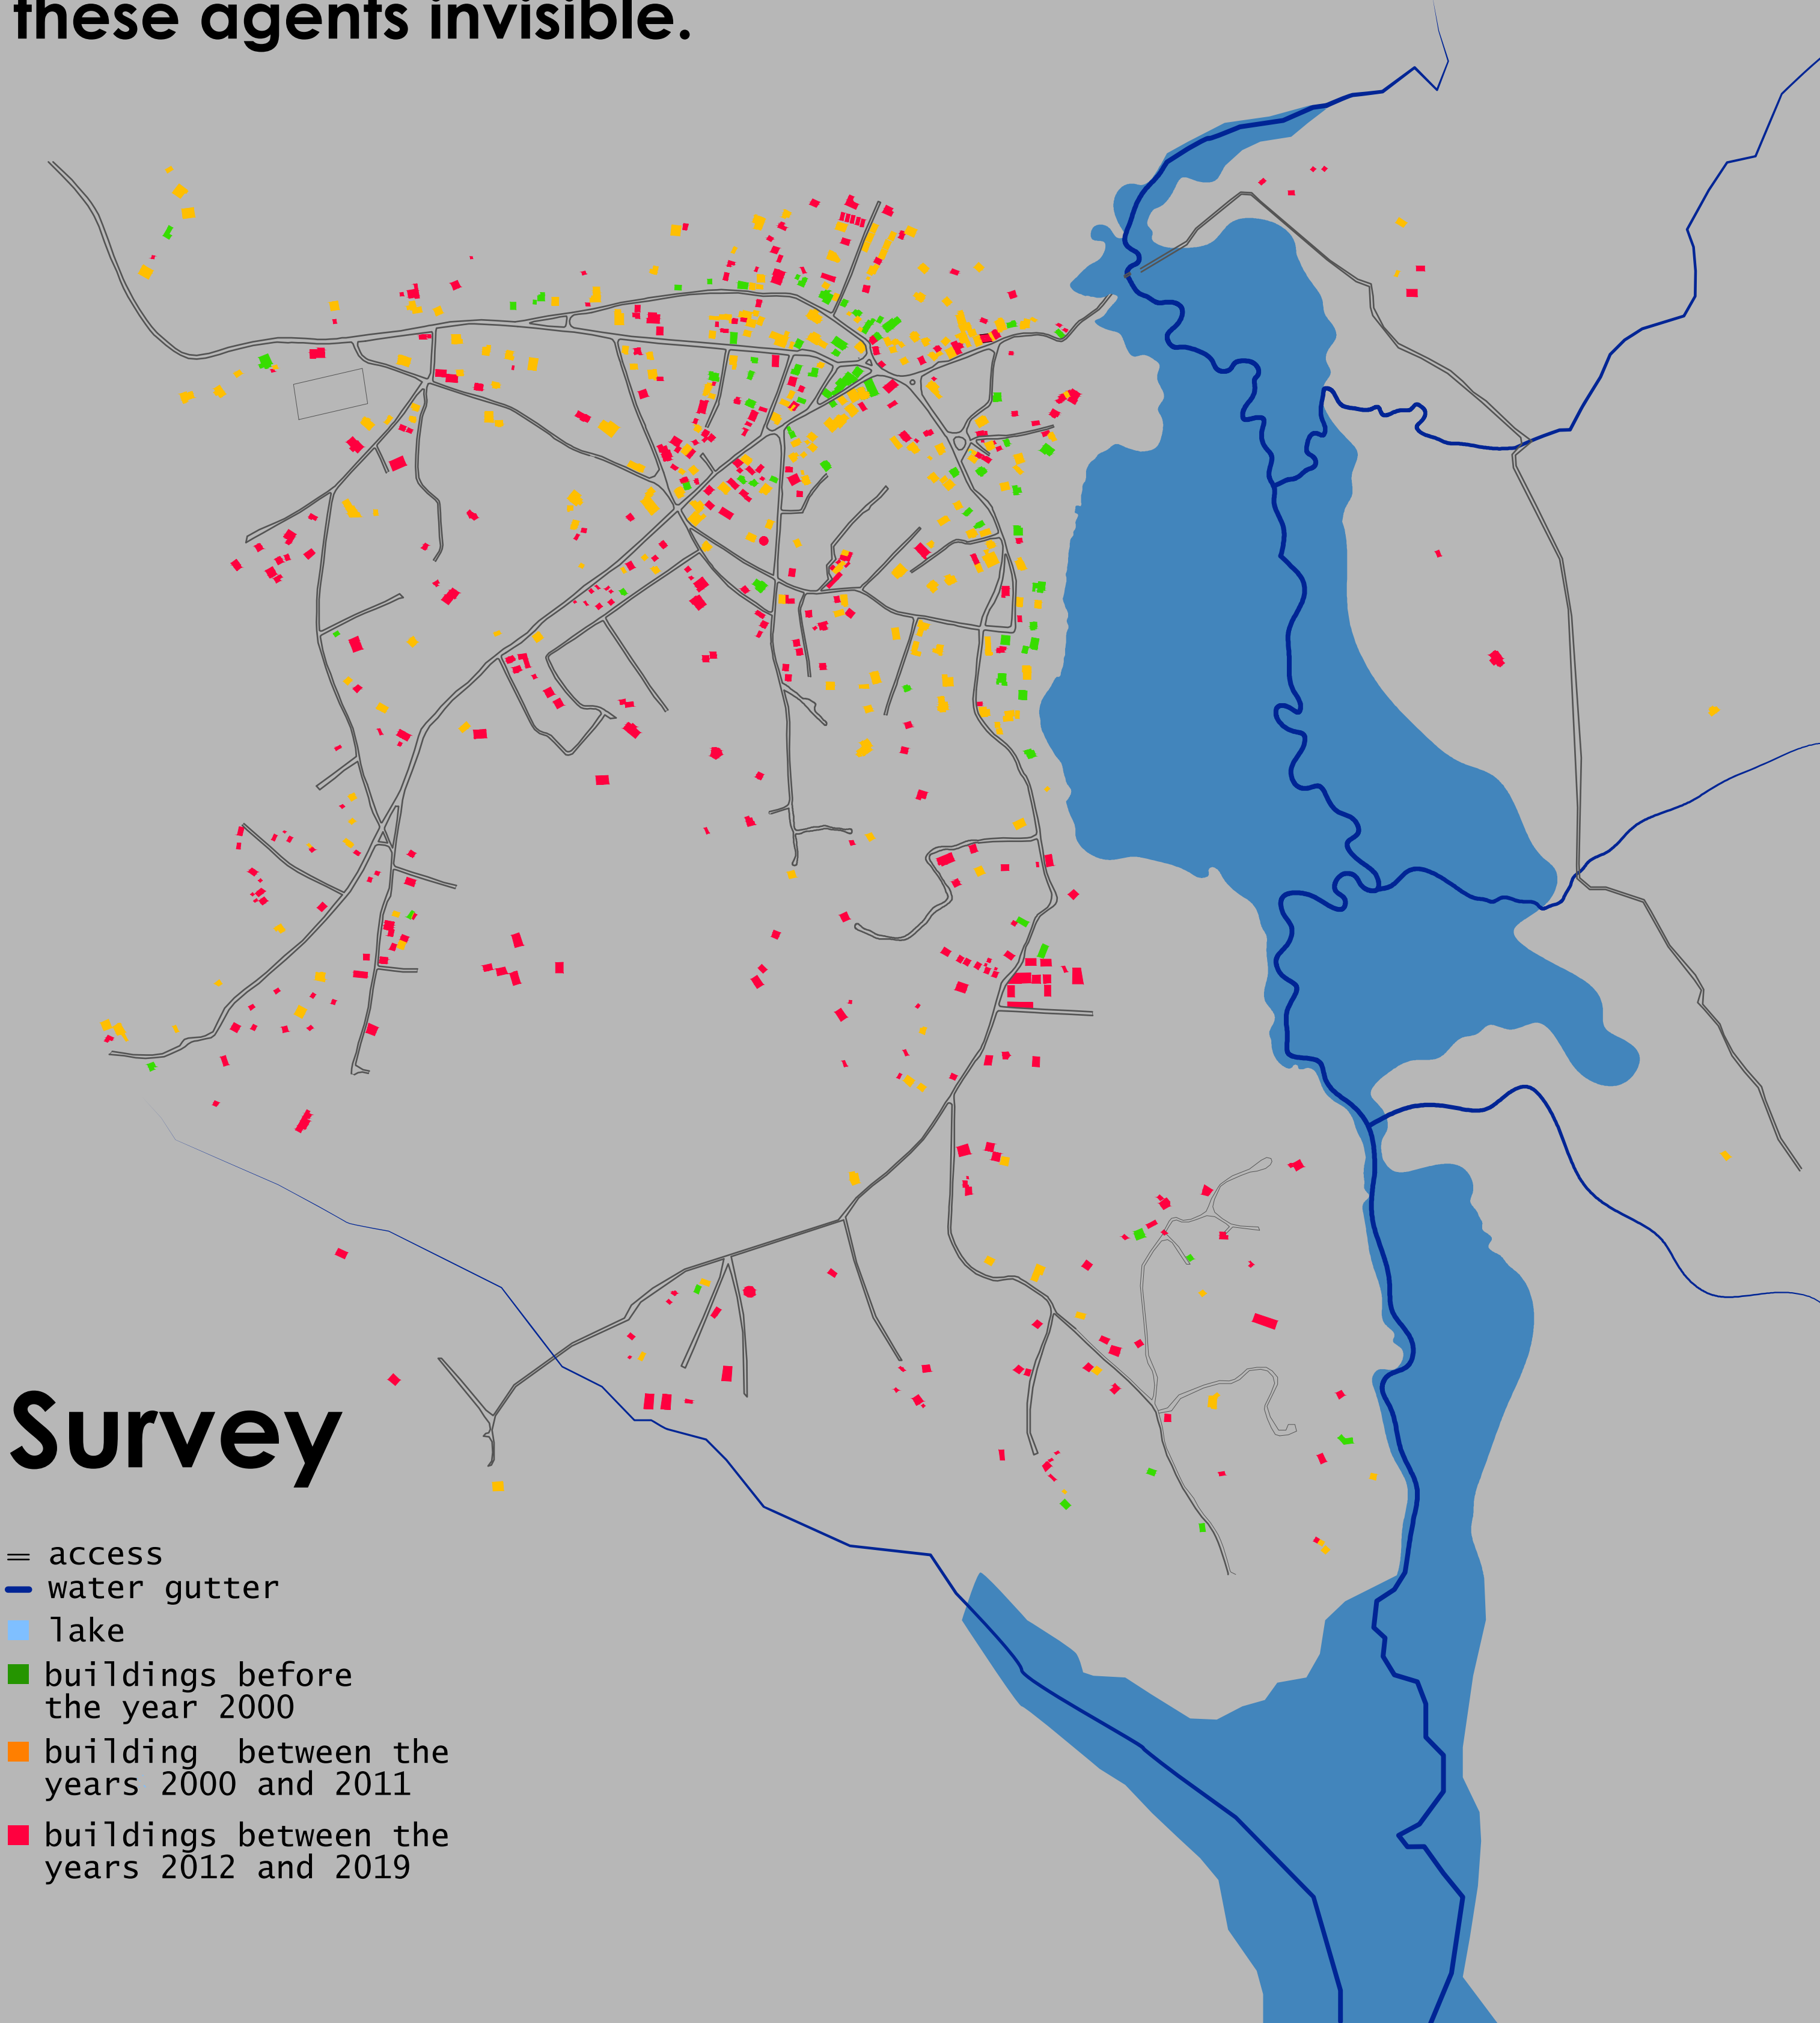 these agents invisible.
Survey
access
water gutter
lake
buildings before
the year 2000
building between the
years 2000 and 2011
buildings between the
years 2012 and 2019